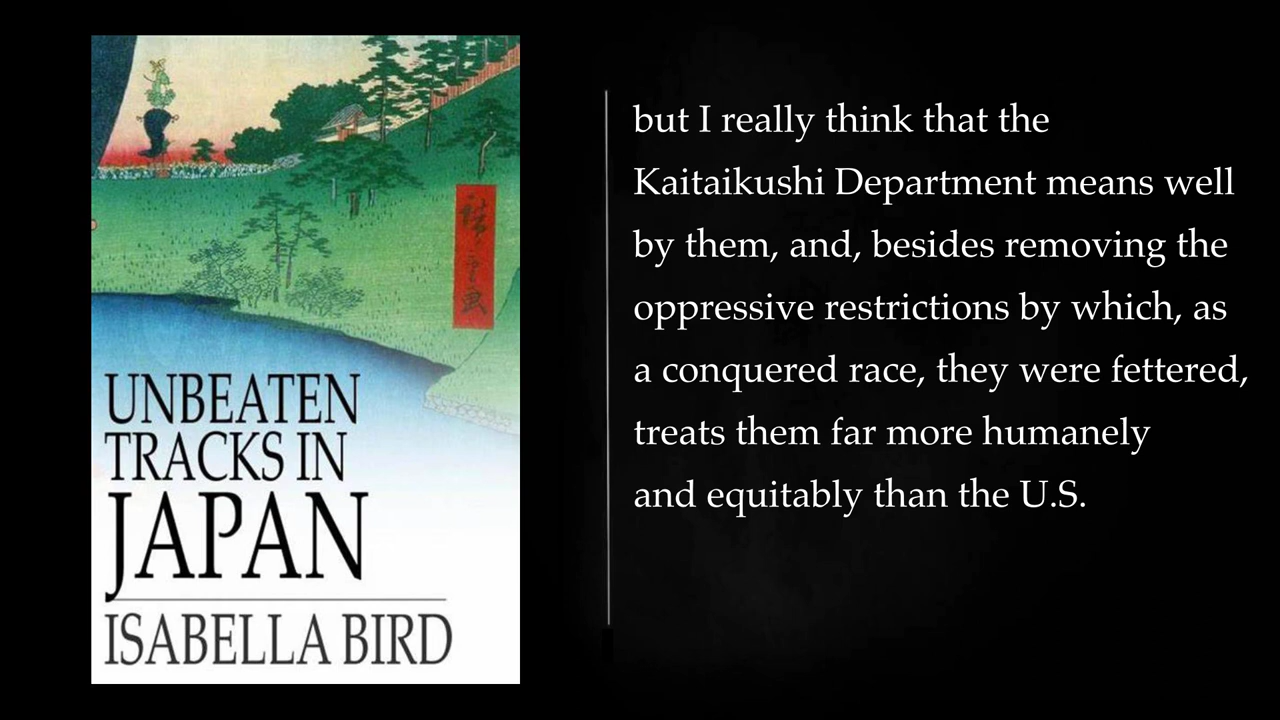 UNBEATEN
TRACKS IN
JAPAN
ISABELLA BIRD
but I really think that the
Kaitaikushi Department means well
by them, and, besides removing the
oppressive restrictions by which, as
a conquered race, they were fettered,
treats them far more humanely
and equitably than the U.S.